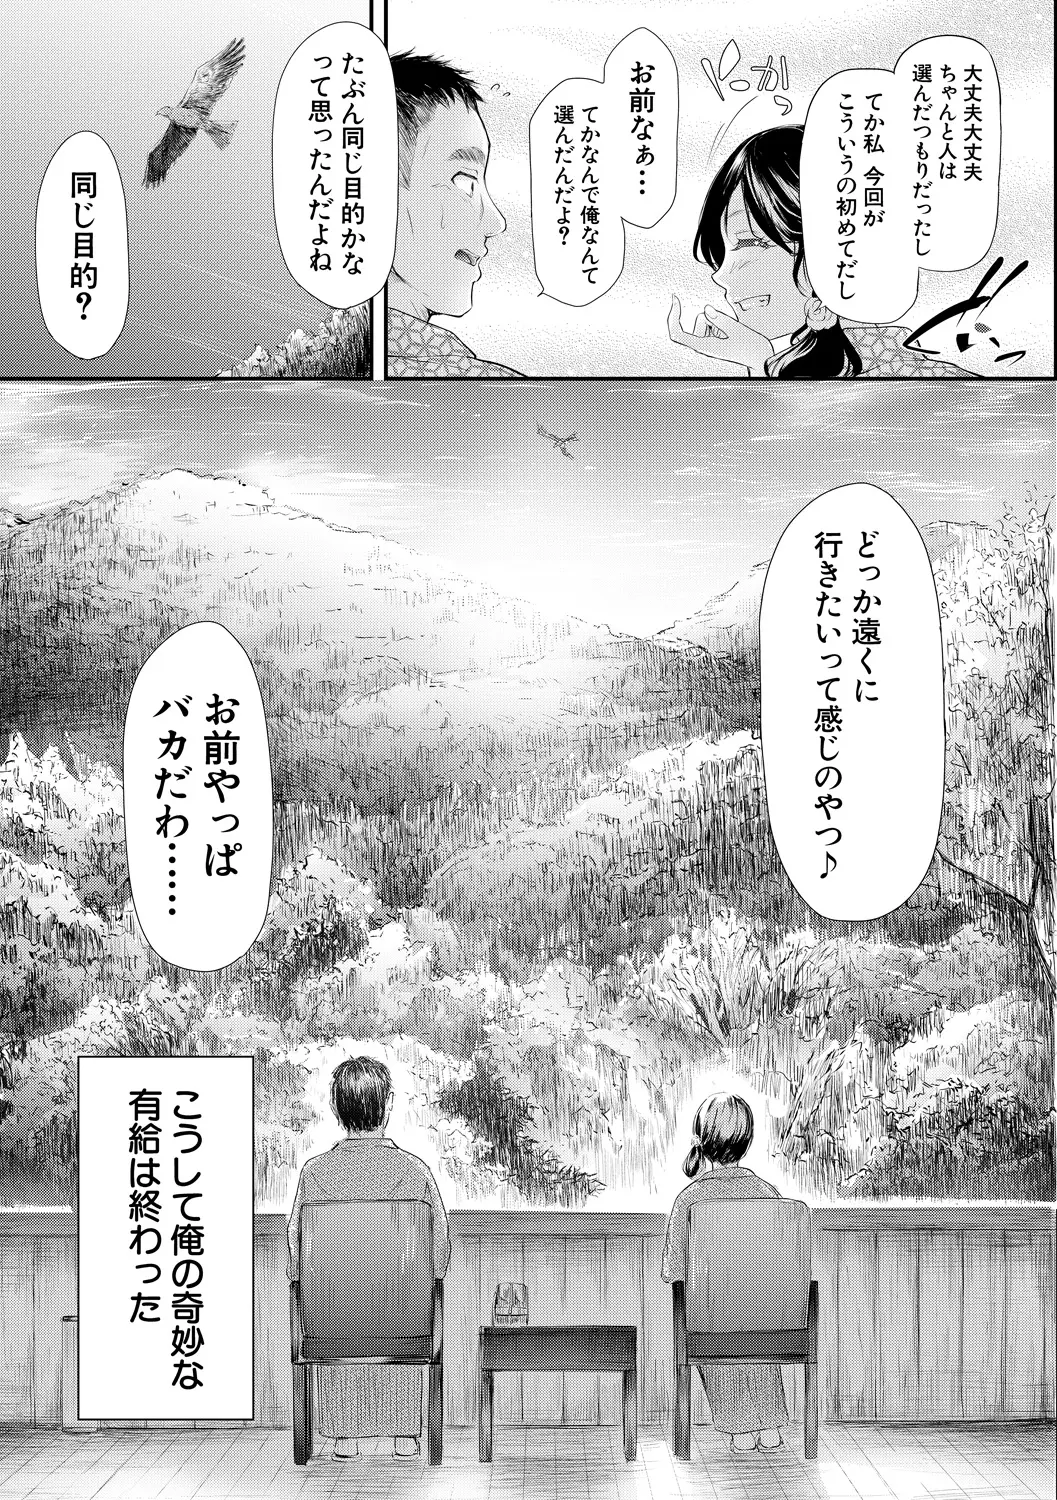 大丈夫大丈夫
ちゃんと人は
選んだつもりだったし
てか私 今回が
こういうの初めてだし
お前なぁ…
てかなんで俺なんて
選んだんだよ?
たぶん同じ目的かな
って思ったんだよね
同じ目的?
どっか遠くに
行きたいって感じのやつ♪
お前やっぱ
バカだわ……
こうして俺の奇妙な
有給は終わった